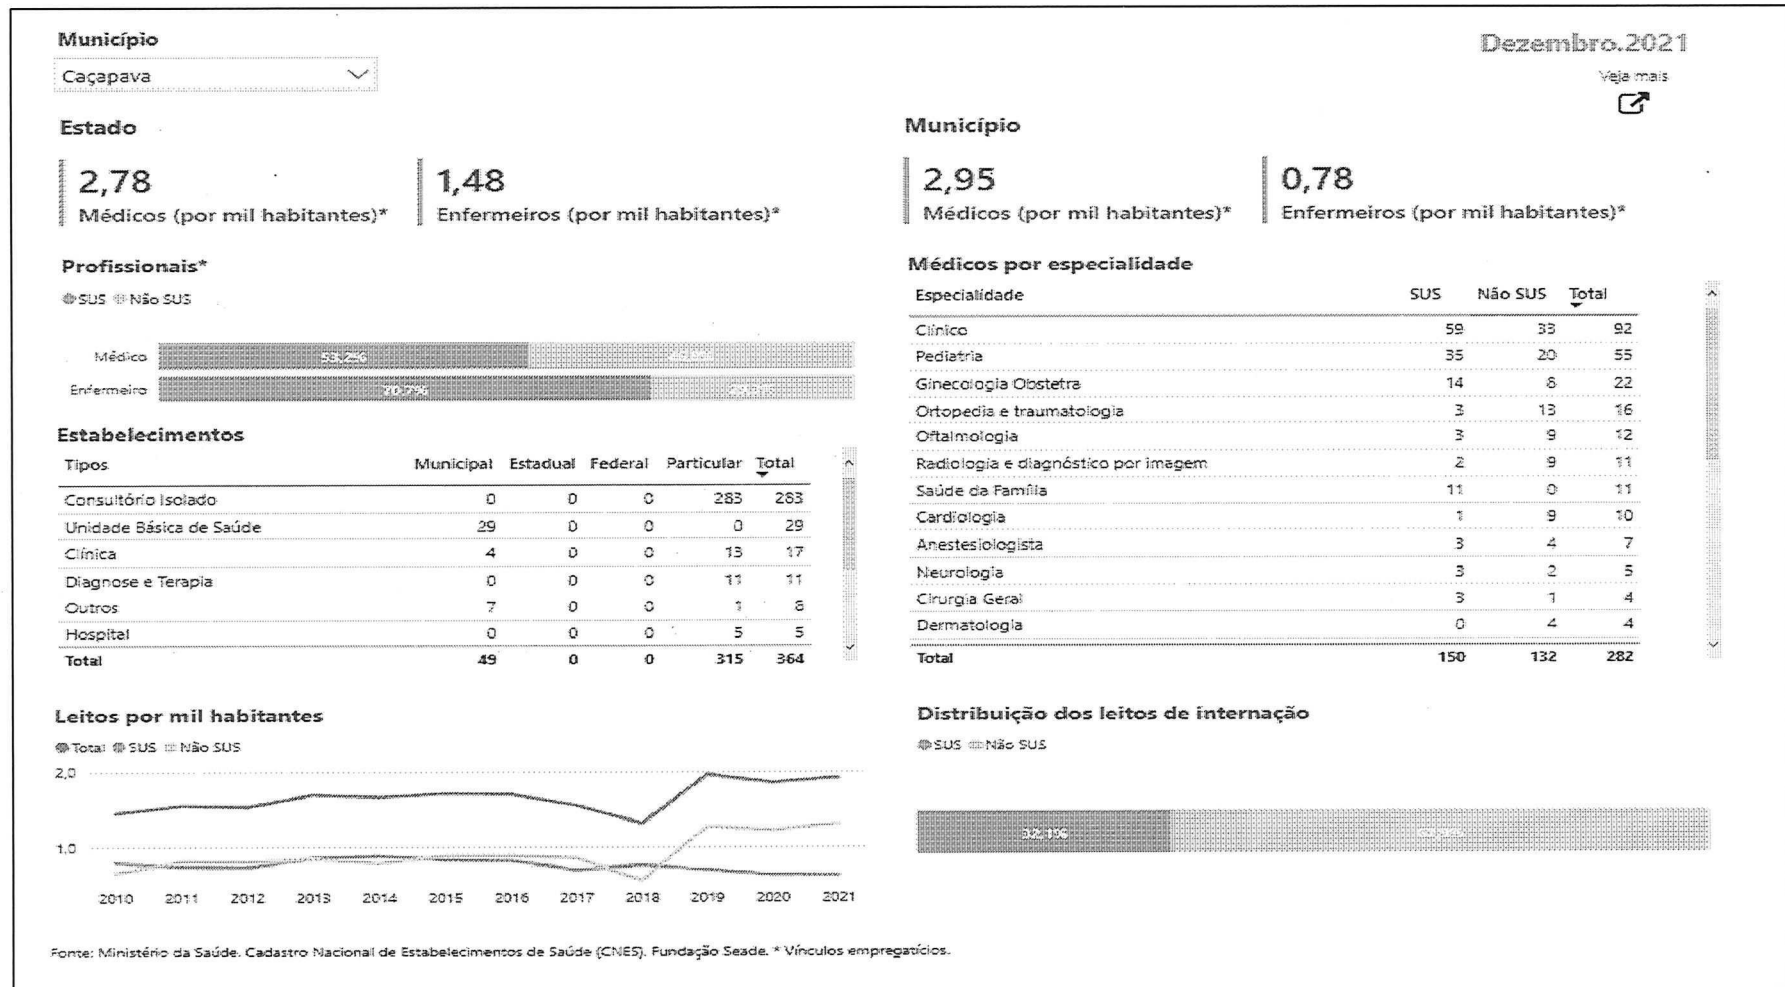 Município
Caçapava
Dezembro.2021
Veja mais
Estado
2,78
Médicos (por mil habitantes)*
1,48
Enfermeiros (por mil habitantes)*
Município
2,95
Médicos (por mil habitantes)*
0,78
Enfermeiros (por mil habitantes)*
Profissionais*
SUS Não SUS
Médico 53,2%
Enfermeiro 70,7%
Estabelecimentos
Tipos Municipal Estadual Federal Particular Total
Consultório Isolado 0 0 0 283 283
Unidade Básica de Saúde 29 0 0 0 29
Clínica 4 0 0 13 17
Diagnose e Terapia 0 0 0 11 11
Outros 7 0 0 1 8
Hospital 0 0 0 5 5
Total 49 0 0 315 364
Médicos por especialidade
Especialidade SUS Não SUS Total
Clínico 59 33 92
Pediatria 35 20 55
Ginecologia Obstetra 14 8 22
Ortopedia e traumatologia 3 13 16
Oftalmologia 3 9 12
Radiologia e diagnóstico por imagem 2 9 11
Saúde da Família 11 0 11
Cardiologia 1 9 10
Anestesiologista 3 4 7
Neurologia 3 2 5
Cirurgia Geral 3 1 4
Dermatologia 0 4 4
Total 150 132 282
Leitos por mil habitantes
Total SUS Não SUS
2,0
1,0
2010 2011 2012 2013 2014 2015 2016 2017 2018 2019 2020 2021
Distribuição dos leitos de internação
SUS Não SUS
32,1%
Fonte: Ministério da Saúde. Cadastro Nacional de Estabelecimentos de Saúde (CNES). Fundação Seade. * Vínculos empregatícios.